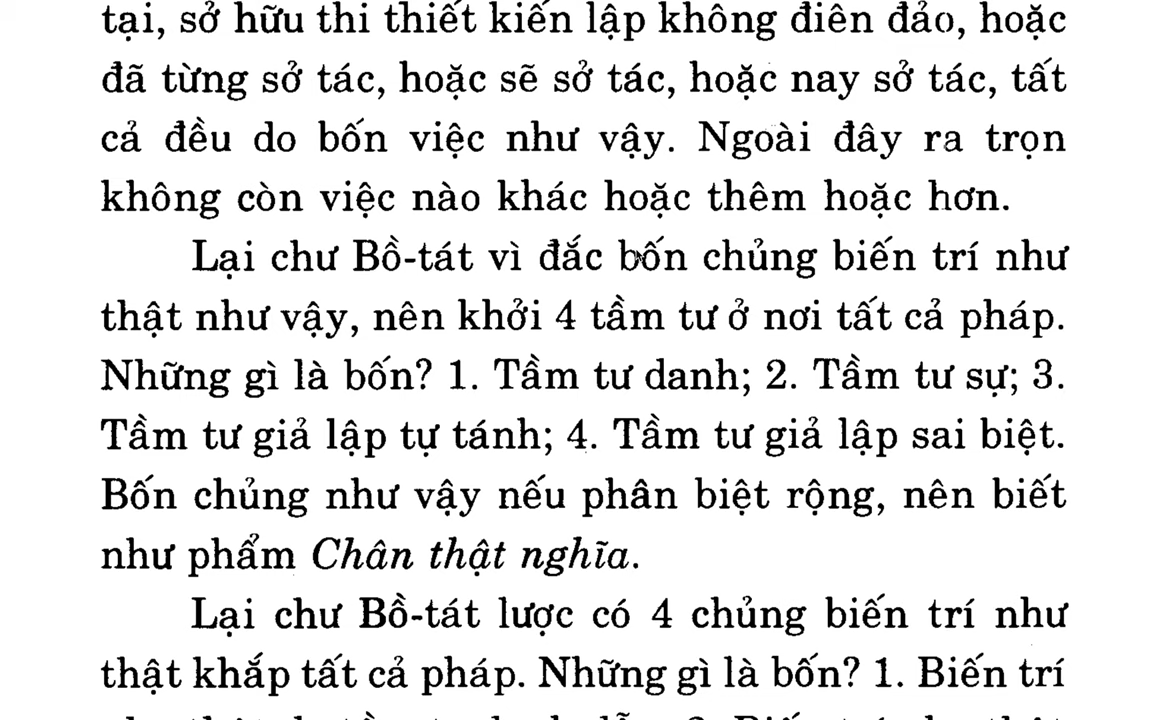 tại, sở hữu thi thiết kiến lập không điên đảo, hoặc
đã từng sở tác, hoặc sẽ sở tác, hoặc nay sở tác, tất
cả đều do bốn việc như vậy. Ngoài đây ra trọn
không còn việc nào khác hoặc thêm hoặc hơn.
Lại chư Bồ-tát vì đắc bốn chủng biến trí như
thật như vậy, nên khởi 4 tầm tư ở nơi tất cả pháp.
Những gì là bốn? 1. Tầm tư danh; 2. Tầm tư sự; 3.
Tầm tư giả lập tự tánh; 4. Tầm tư giả lập sai biệt.
Bốn chủng như vậy nếu phân biệt rộng, nên biết
như phẩm Chân thật nghĩa.
Lại chư Bồ-tát lược có 4 chủng biến trí như
thật khắp tất cả pháp. Những gì là bốn? 1. Biến trí